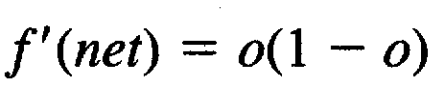 f'(net) = o(1 − o)